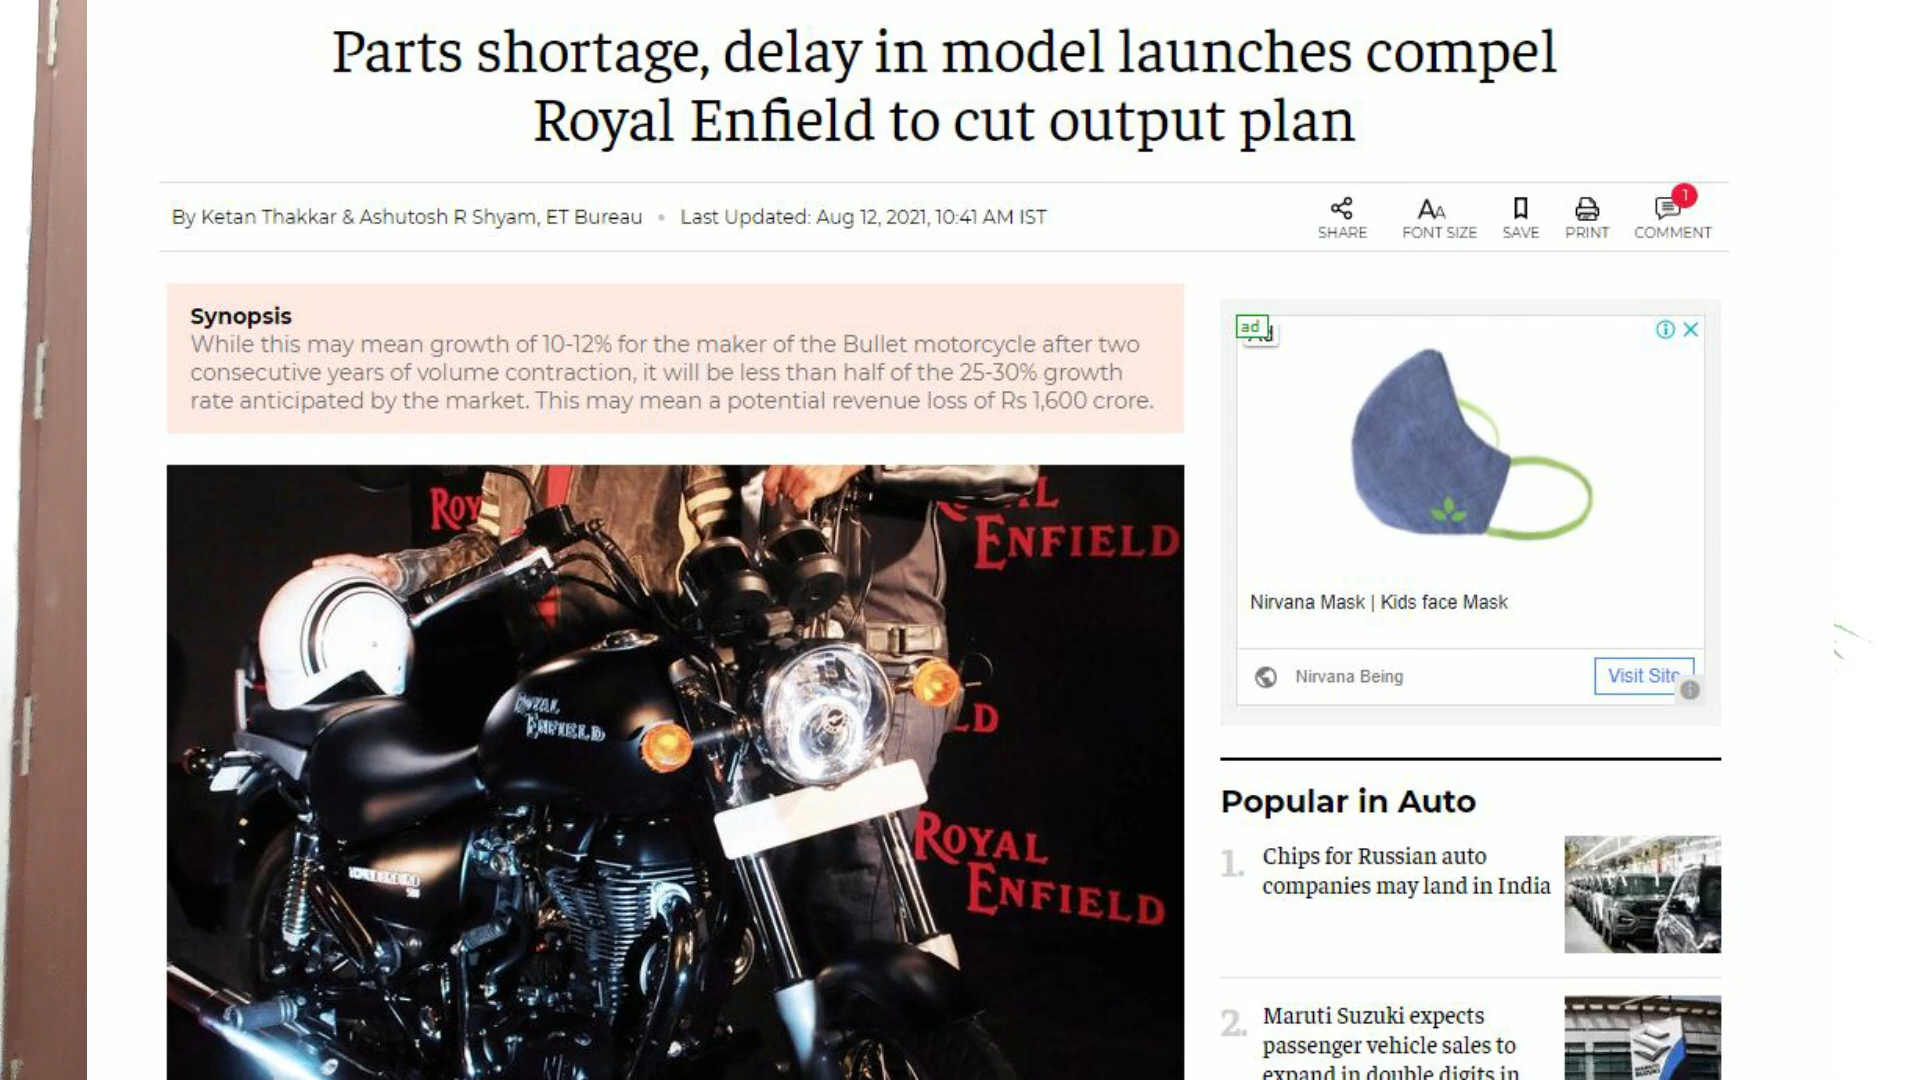 Parts shortage, delay in model launches compel
Royal Enfield to cut output plan
By Ketan Thakkar & Ashutosh R Shyam, ET Bureau • Last Updated: Aug 12, 2021, 10:41 AM IST
SHARE
AA
FONT SIZE
SAVE
PRINT
1
COMMENT
Synopsis
While this may mean growth of 10-12% for the maker of the Bullet motorcycle after two
consecutive years of volume contraction, it will be less than half of the 25-30% growth
rate anticipated by the market. This may mean a potential revenue loss of Rs 1,600 crore.
ROYAL
ENFIELD
ROYAL
ENFIELD
ad
Nirvana Mask | Kids face Mask
Nirvana Being
Visit Site
Popular in Auto
1. Chips for Russian auto
companies may land in India
2. Maruti Suzuki expects
passenger vehicle sales to
expand in double digits in